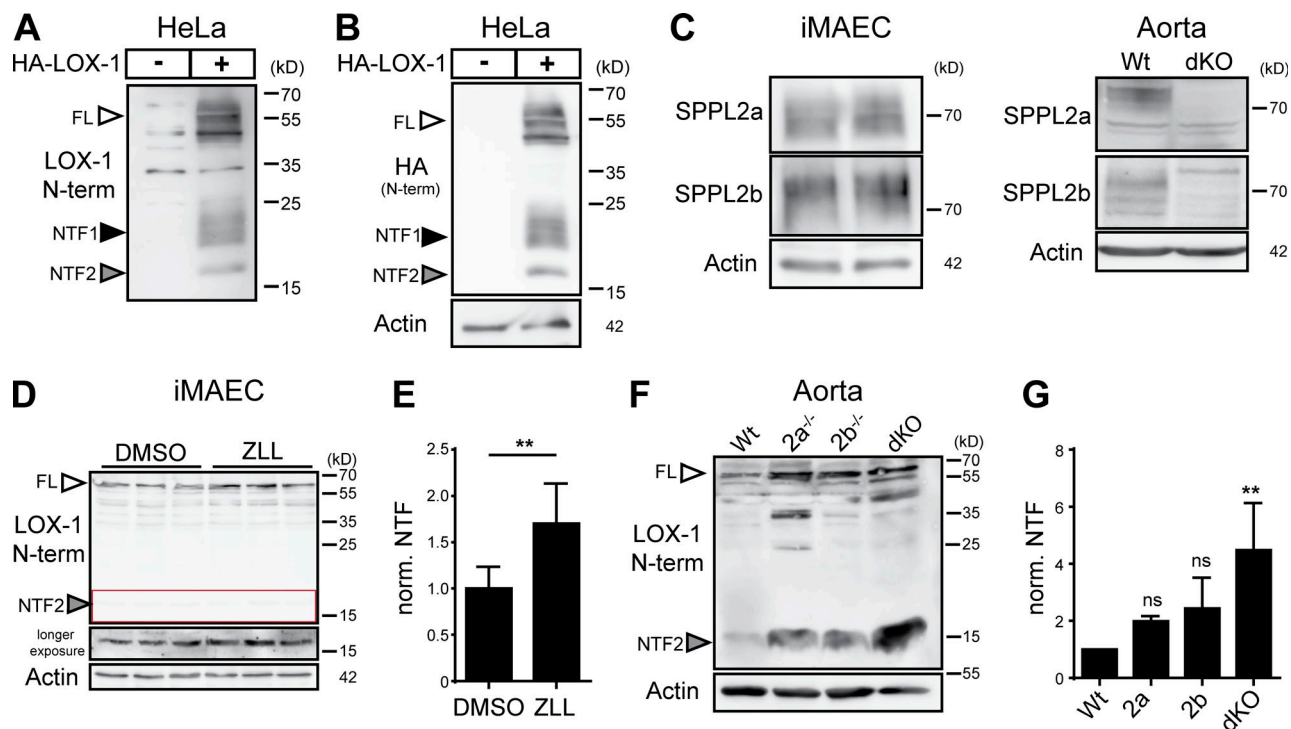 A
HeLa
HA-LOX-1 - + (kD)
FL
LOX-1
N-term
NTF1
NTF2
70
55
35
25
15
B
HeLa
HA-LOX-1 - + (kD)
FL
HA
(N-term)
NTF1
NTF2
70
55
35
25
15
Actin 42
C
iMAEC
(kD)
SPPL2a 70
SPPL2b 70
Actin 42
Aorta
Wt dKO (kD)
SPPL2a 70
SPPL2b 70
Actin 42
D
iMAEC
DMSO ZLL (kD)
FL
LOX-1
N-term
NTF2
70
55
35
25
15
longer
exposure
15
Actin 42
E
norm. NTF
2.5
2.0
1.5
1.0
0.5
0
**
DMSO ZLL
F
Aorta
Wt 2a-/- 2b-/- dKO (kD)
FL
LOX-1
N-term
NTF2
70
55
35
25
15
55
Actin
G
norm. NTF
8
6
4
2
0
ns ns **
Wt 2a 2b dKO